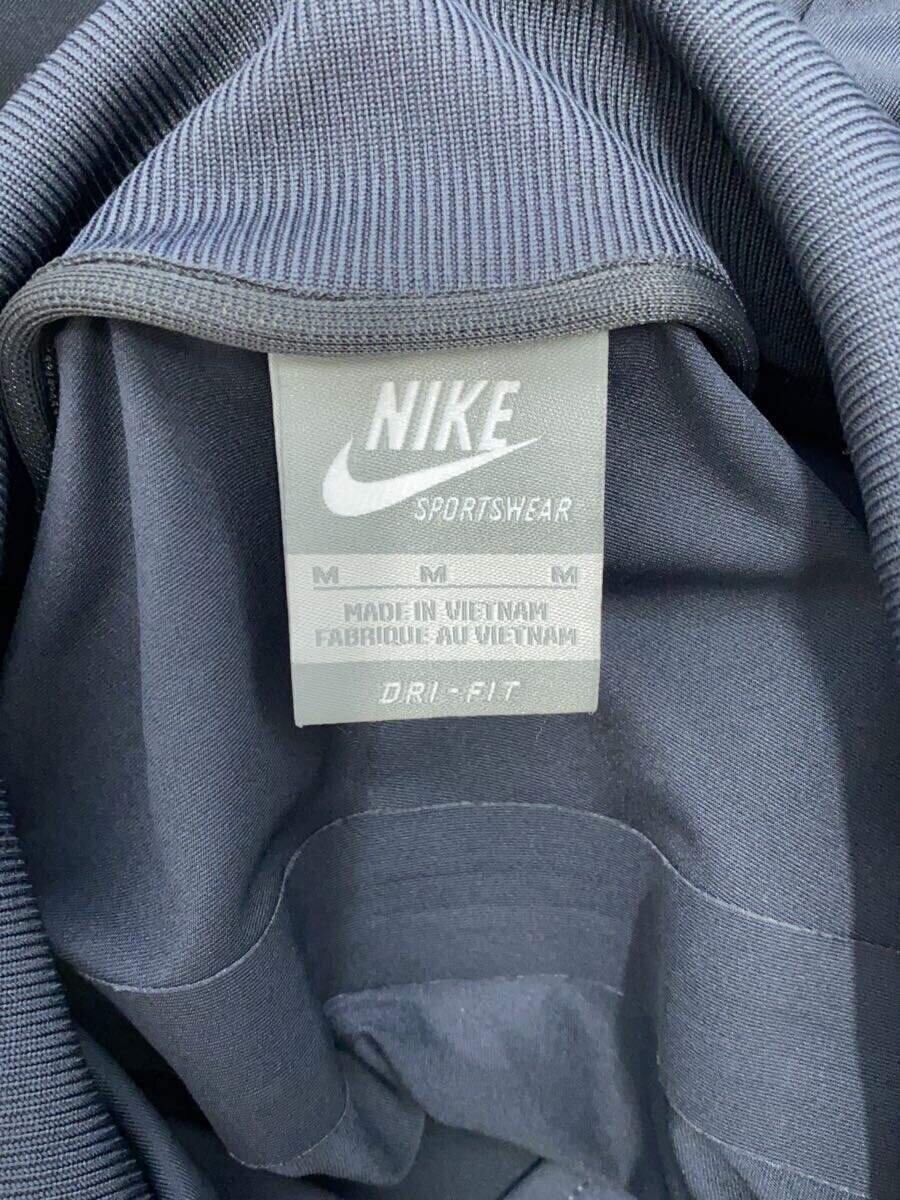 NIKE
SPORTSWEAR
M M M
MADE IN VIETNAM
FABRIQUE AU VIETNAM
DRI-FIT